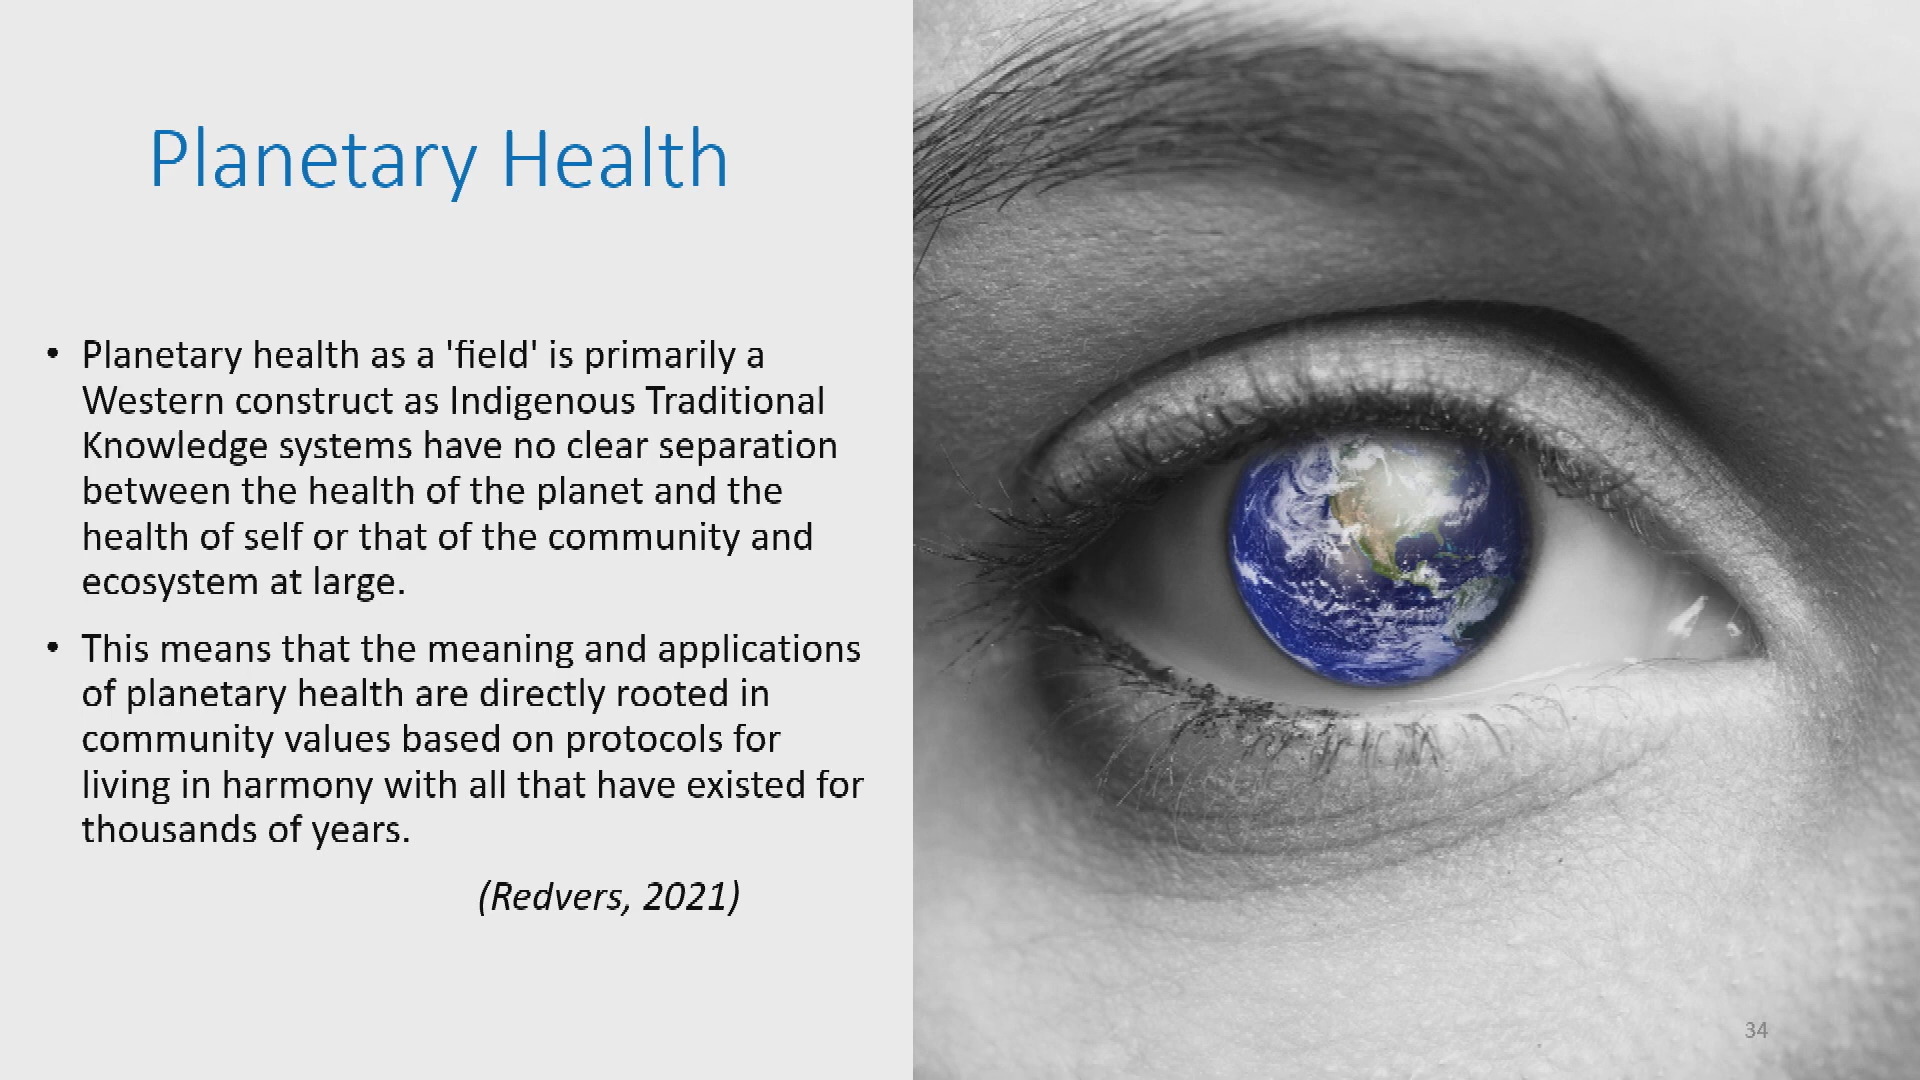 Planetary Health
• Planetary health as a 'field' is primarily a
Western construct as Indigenous Traditional
Knowledge systems have no clear separation
between the health of the planet and the
health of self or that of the community and
ecosystem at large.
• This means that the meaning and applications
of planetary health are directly rooted in
community values based on protocols for
living in harmony with all that have existed for
thousands of years.
(Redvers, 2021)
34